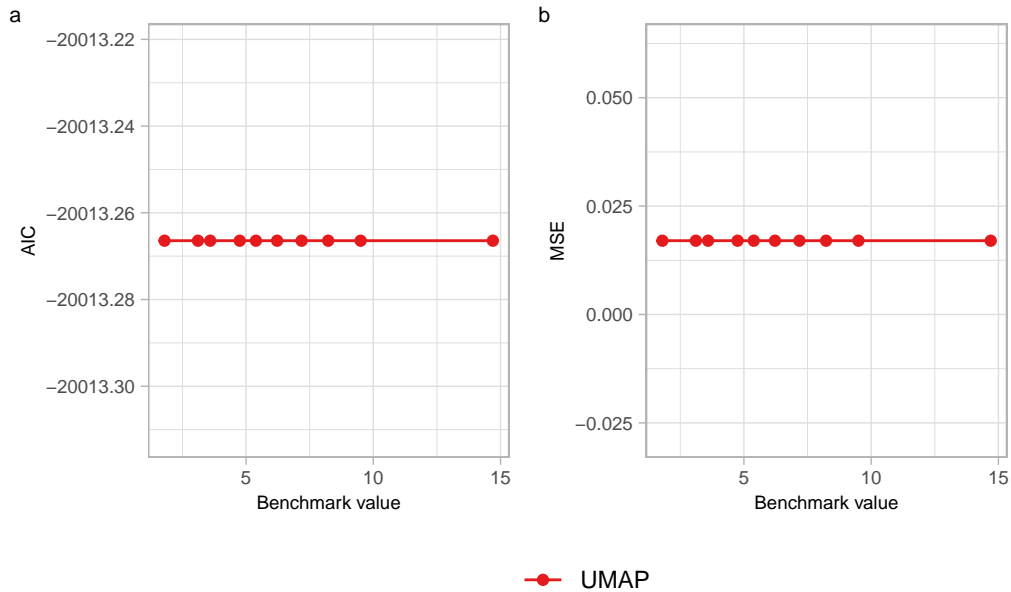 a
−20013.22
−20013.24
−20013.26
−20013.28
−20013.30
AIC
5 10 15
Benchmark value
b
0.050
0.025
0.000
−0.025
MSE
5 10 15
Benchmark value
UMAP